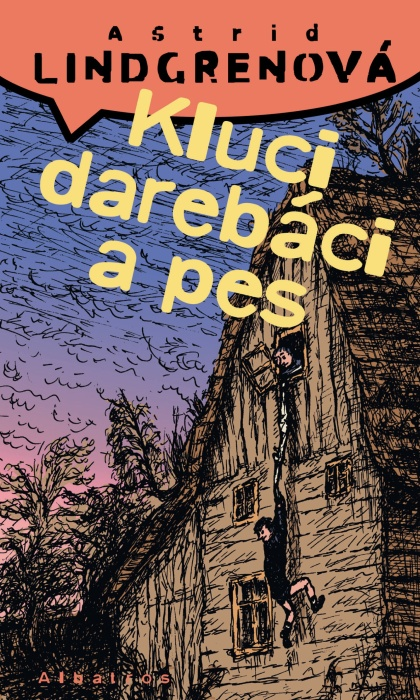 Astrid
LINDGRENOVÁ
Kluci
darebáci
a pes
Albatros